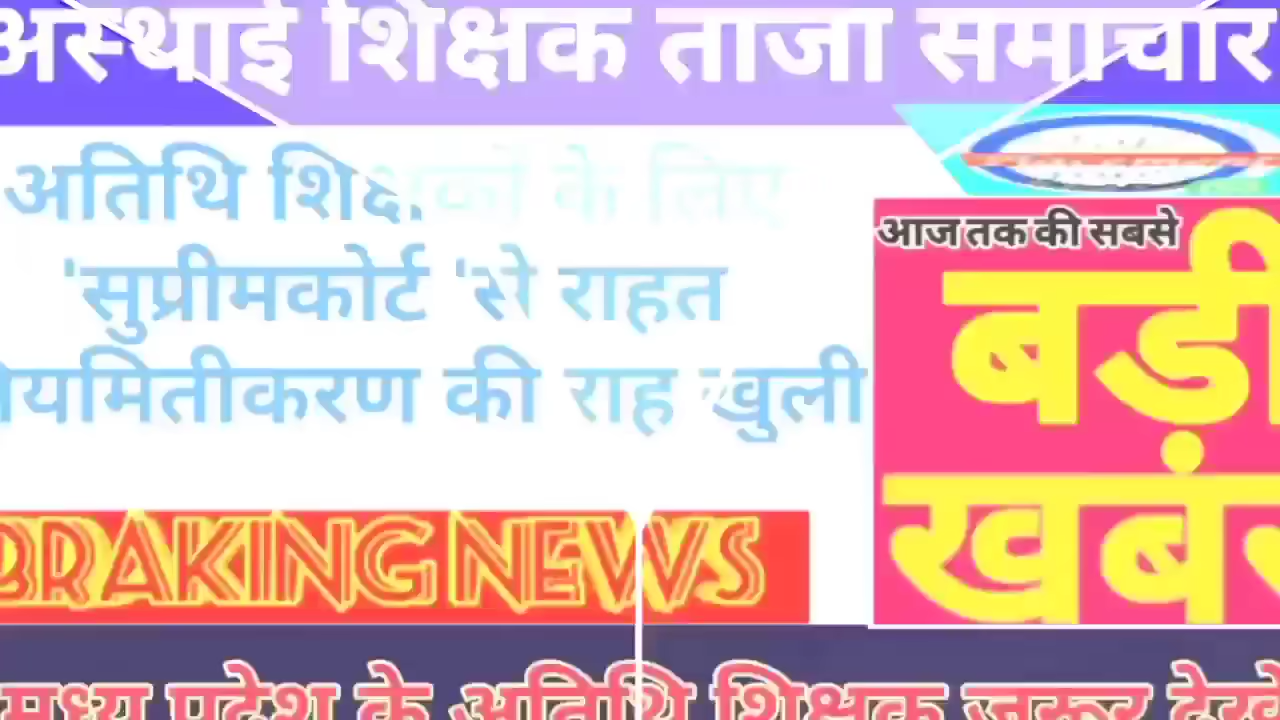 अस्थाई शिक्षक ताजा समाचार
अतिथि शिक्षकों के लिए
'सुप्रीमकोर्ट 'से राहत
नियमितीकरण की राह खुली
आज तक की सबसे
बड़ी
खबर
BRAKING NEWS
मध्य प्रदेश के अतिथि शिक्षक जरूर देखे